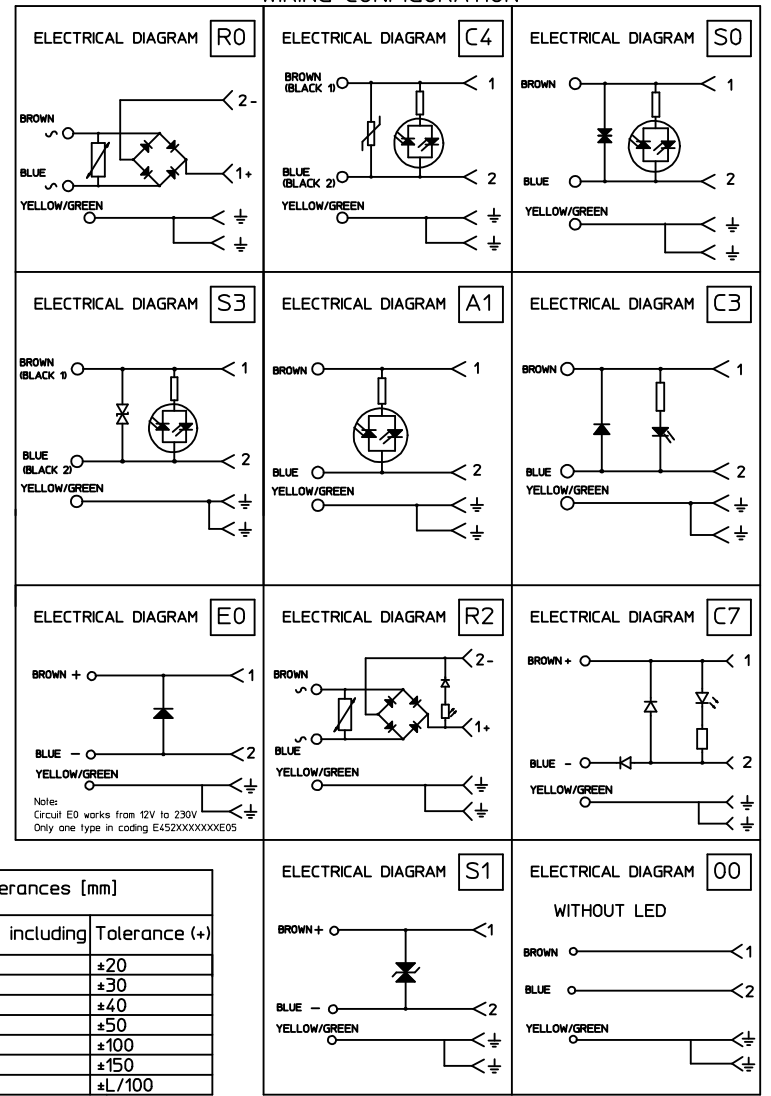 ELECTRICAL DIAGRAM R0
2-
BROWN
BLUE
1+
YELLOW/GREEN
ELECTRICAL DIAGRAM C4
BROWN
(BLACK 1)
1
BLUE
(BLACK 2)
2
YELLOW/GREEN
ELECTRICAL DIAGRAM S0
BROWN
1
BLUE
2
YELLOW/GREEN
ELECTRICAL DIAGRAM S3
BROWN
(BLACK 1)
1
BLUE
(BLACK 2)
2
YELLOW/GREEN
ELECTRICAL DIAGRAM A1
BROWN
1
BLUE
2
YELLOW/GREEN
ELECTRICAL DIAGRAM C3
BROWN
1
BLUE
2
YELLOW/GREEN
ELECTRICAL DIAGRAM E0
BROWN +
1
BLUE -
2
YELLOW/GREEN
Note:
Circuit E0 works from 12V to 230V
Only one type in coding E452XXXXXXXE05
ELECTRICAL DIAGRAM R2
2-
BROWN
1+
BLUE
YELLOW/GREEN
ELECTRICAL DIAGRAM C7
BROWN +
1
BLUE -
2
YELLOW/GREEN
ELECTRICAL DIAGRAM S1
BROWN +
1
BLUE -
2
YELLOW/GREEN
ELECTRICAL DIAGRAM 00
WITHOUT LED
BROWN
1
BLUE
2
YELLOW/GREEN
erances [mm]
including Tolerance (+)
±20
±30
±40
±50
±100
±150
±L/100